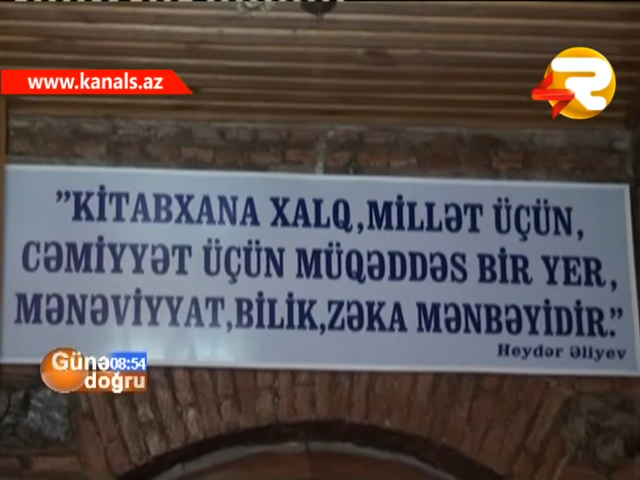 www.kanals.az
"KİTABXANA XALQ,MİLLƏT ÜÇÜN,
CƏMİYYƏT ÜÇÜN MÜQƏDDƏS BİR YER,
MƏNƏVİYYAT,BİLİK,ZƏKA MƏNBƏYİDİR."
Heydər Əliyev
Günə
08:54
doğru